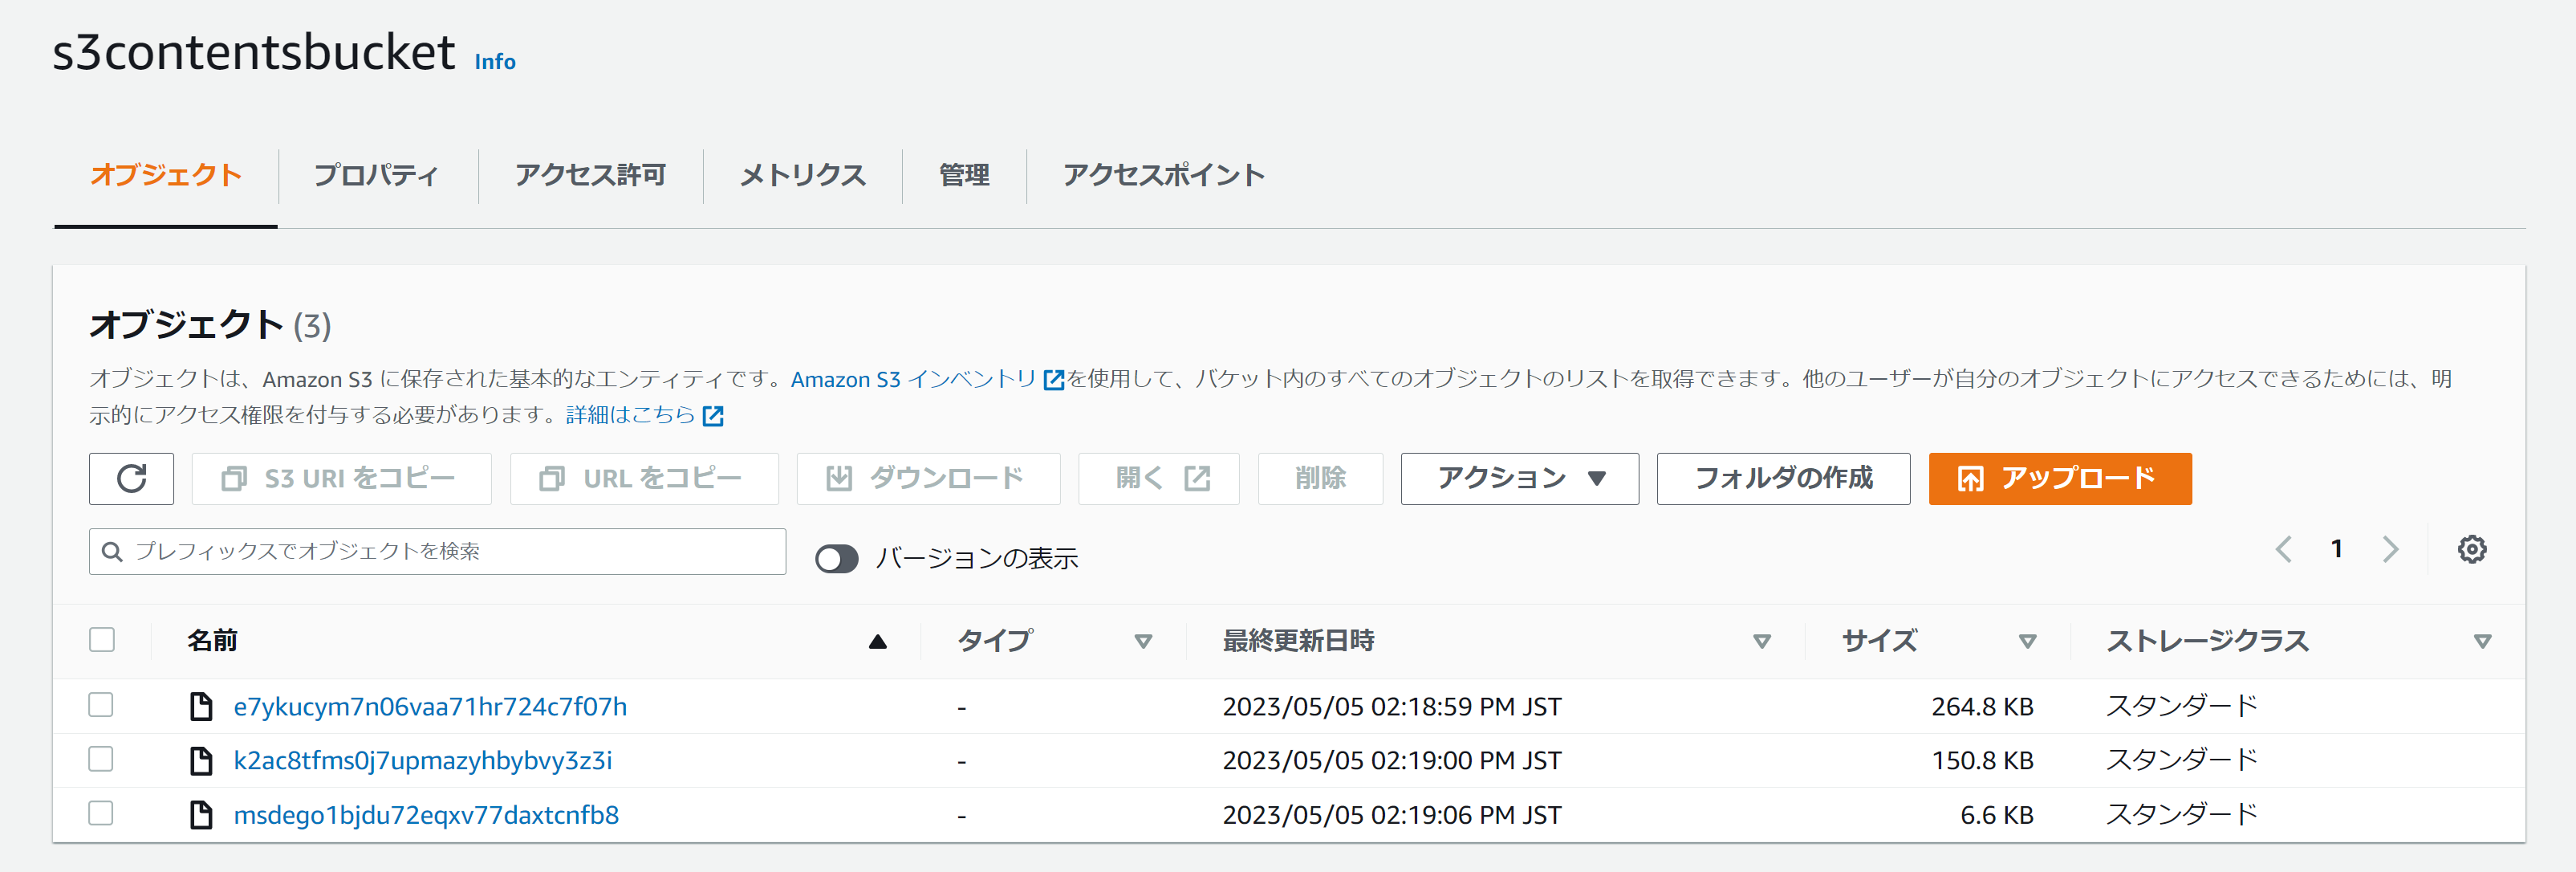 s3contentsbucket Info
オブジェクト プロパティ アクセス許可 メトリクス 管理 アクセスポイント
オブジェクト (3)
オブジェクトは、Amazon S3 に保存された基本的なエンティティです。Amazon S3 インベントリ を使用して、バケット内のすべてのオブジェクトのリストを取得できます。他のユーザーが自分のオブジェクトにアクセスできるためには、明
示的にアクセス権限を付与する必要があります。詳細はこちら
S3 URI をコピー URL をコピー ダウンロード 開く 削除 アクション フォルダの作成 アップロード
プレフィックスでオブジェクトを検索 バージョンの表示 1
名前 タイプ 最終更新日時 サイズ ストレージクラス
e7ykucym7n06vaa71hr724c7f07h - 2023/05/05 02:18:59 PM JST 264.8 KB スタンダード
k2ac8tfms0j7upmazyhbybvy3z3i - 2023/05/05 02:19:00 PM JST 150.8 KB スタンダード
msdego1bjdu72eqxv77daxtcnfb8 - 2023/05/05 02:19:06 PM JST 6.6 KB スタンダード